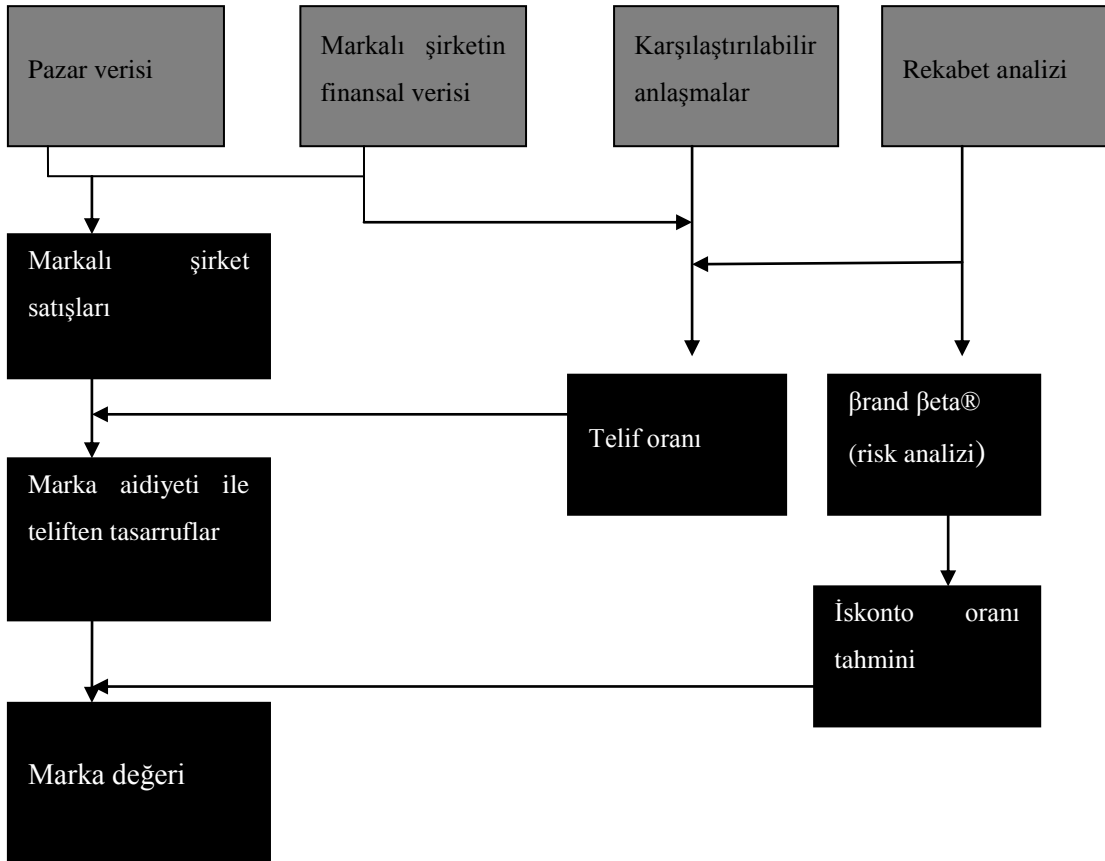 Pazar verisi
Markalı şirketin
finansal verisi
Karşılaştırılabilir
anlaşmalar
Rekabet analizi
Markalı şirket
satışları
Telif oranı
βrand βeta®
(risk analizi)
Marka aidiyeti ile
teliften tasarruflar
İskonto oranı
tahmini
Marka değeri